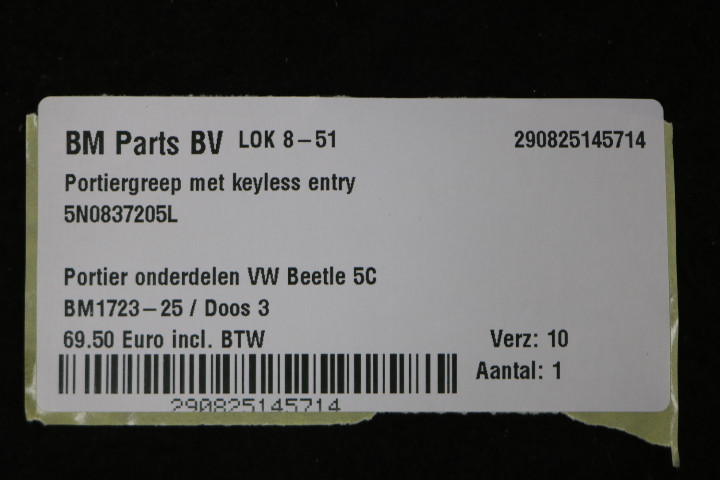 BM Parts BV LOK 8-51 290825145714
Portiergreep met keyless entry
5N0837205L
Portier onderdelen VW Beetle 5C
BM1723-25 / Doos 3
69.50 Euro incl. BTW Verz: 10
Aantal: 1
290825145714